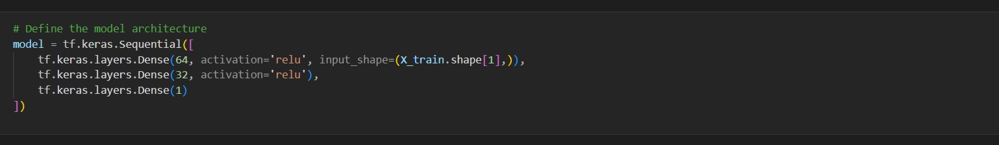 # Define the model architecture
model = tf.keras.Sequential([
    tf.keras.layers.Dense(64, activation='relu', input_shape=(X_train.shape[1],)),
    tf.keras.layers.Dense(32, activation='relu'),
    tf.keras.layers.Dense(1)
])